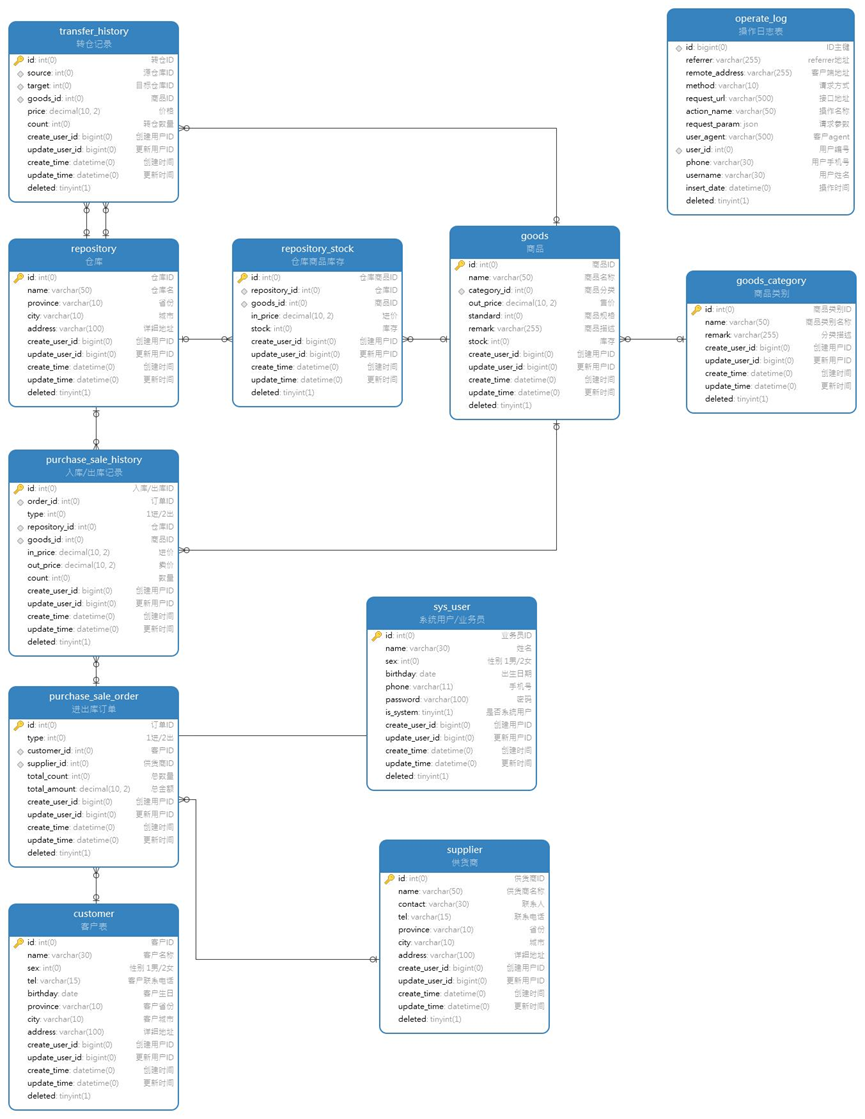 transfer_history
转仓记录
id: int(0) 转仓ID
source: int(0) 源仓库ID
target: int(0) 目标仓库ID
goods_id: int(0) 商品ID
price: decimal(10, 2) 价格
count: int(0) 转仓数量
create_user_id: bigint(0) 创建用户ID
update_user_id: bigint(0) 更新用户ID
create_time: datetime(0) 创建时间
update_time: datetime(0) 更新时间
deleted: tinyint(1)
operate_log
操作日志表
id: bigint(0) ID主键
referrer: varchar(255) referrer地址
remote_address: varchar(255) 客户端地址
method: varchar(10) 请求方式
request_url: varchar(500) 接口地址
action_name: varchar(50) 操作名称
request_param: json 请求参数
user_agent: varchar(500) 客户agent
user_id: int(0) 用户编号
phone: varchar(30) 用户手机号
username: varchar(30) 用户姓名
insert_date: datetime(0) 操作时间
deleted: tinyint(1)
repository
仓库
id: int(0) 仓库ID
name: varchar(50) 仓库名
province: varchar(10) 省份
city: varchar(10) 城市
address: varchar(100) 详细地址
create_user_id: bigint(0) 创建用户ID
update_user_id: bigint(0) 更新用户ID
create_time: datetime(0) 创建时间
update_time: datetime(0) 更新时间
deleted: tinyint(1)
repository_stock
仓库商品库存
id: int(0) 仓库商品ID
repository_id: int(0) 仓库ID
goods_id: int(0) 商品ID
in_price: decimal(10, 2) 进价
stock: int(0) 库存
create_user_id: bigint(0) 创建用户ID
update_user_id: bigint(0) 更新用户ID
create_time: datetime(0) 创建时间
update_time: datetime(0) 更新时间
deleted: tinyint(1)
goods
商品
id: int(0) 商品ID
name: varchar(50) 商品名称
category_id: int(0) 商品分类
out_price: decimal(10, 2) 售价
standard: int(0) 商品规格
remark: varchar(255) 商品描述
stock: int(0) 库存
create_user_id: bigint(0) 创建用户ID
update_user_id: bigint(0) 更新用户ID
create_time: datetime(0) 创建时间
update_time: datetime(0) 更新时间
deleted: tinyint(1)
goods_category
商品类别
id: int(0) 商品类别ID
name: varchar(50) 商品类别名称
remark: varchar(255) 分类描述
create_user_id: bigint(0) 创建用户ID
update_user_id: bigint(0) 更新用户ID
create_time: datetime(0) 创建时间
update_time: datetime(0) 更新时间
deleted: tinyint(1)
purchase_sale_history
入库/出库记录
id: int(0) 入库/出库ID
order_id: int(0) 订单ID
type: int(0) 1进/2出
repository_id: int(0) 仓库ID
goods_id: int(0) 商品ID
in_price: decimal(10, 2) 进价
out_price: decimal(10, 2) 卖价
count: int(0) 数量
create_user_id: bigint(0) 创建用户ID
update_user_id: bigint(0) 更新用户ID
create_time: datetime(0) 创建时间
update_time: datetime(0) 更新时间
deleted: tinyint(1)
sys_user
系统用户/业务员
id: int(0) 业务员ID
name: varchar(30) 姓名
sex: int(0) 性别 1男/2女
birthday: date 出生日期
phone: varchar(11) 手机号
password: varchar(100) 密码
is_system: tinyint(1) 是否系统用户
create_user_id: bigint(0) 创建用户ID
update_user_id: bigint(0) 更新用户ID
create_time: datetime(0) 创建时间
update_time: datetime(0) 更新时间
deleted: tinyint(1)
purchase_sale_order
进出库订单
id: int(0) 订单ID
type: int(0) 1进/2出
customer_id: int(0) 客户ID
supplier_id: int(0) 供货商ID
total_count: int(0) 总数量
total_amount: decimal(10, 2) 总金额
create_user_id: bigint(0) 创建用户ID
update_user_id: bigint(0) 更新用户ID
create_time: datetime(0) 创建时间
update_time: datetime(0) 更新时间
deleted: tinyint(1)
supplier
供货商
id: int(0) 供货商ID
name: varchar(50) 供货商名称
contact: varchar(30) 联系人
tel: varchar(15) 联系电话
province: varchar(10) 省份
city: varchar(10) 城市
address: varchar(100) 详细地址
create_user_id: bigint(0) 创建用户ID
update_user_id: bigint(0) 更新用户ID
create_time: datetime(0) 创建时间
update_time: datetime(0) 更新时间
deleted: tinyint(1)
customer
客户表
id: int(0) 客户ID
name: varchar(30) 客户名称
sex: int(0) 性别 1男/2女
tel: varchar(15) 客户联系电话
birthday: date 客户生日
province: varchar(10) 客户省份
city: varchar(10) 客户城市
address: varchar(100) 详细地址
create_user_id: bigint(0) 创建用户ID
update_user_id: bigint(0) 更新用户ID
create_time: datetime(0) 创建时间
update_time: datetime(0) 更新时间
deleted: tinyint(1)